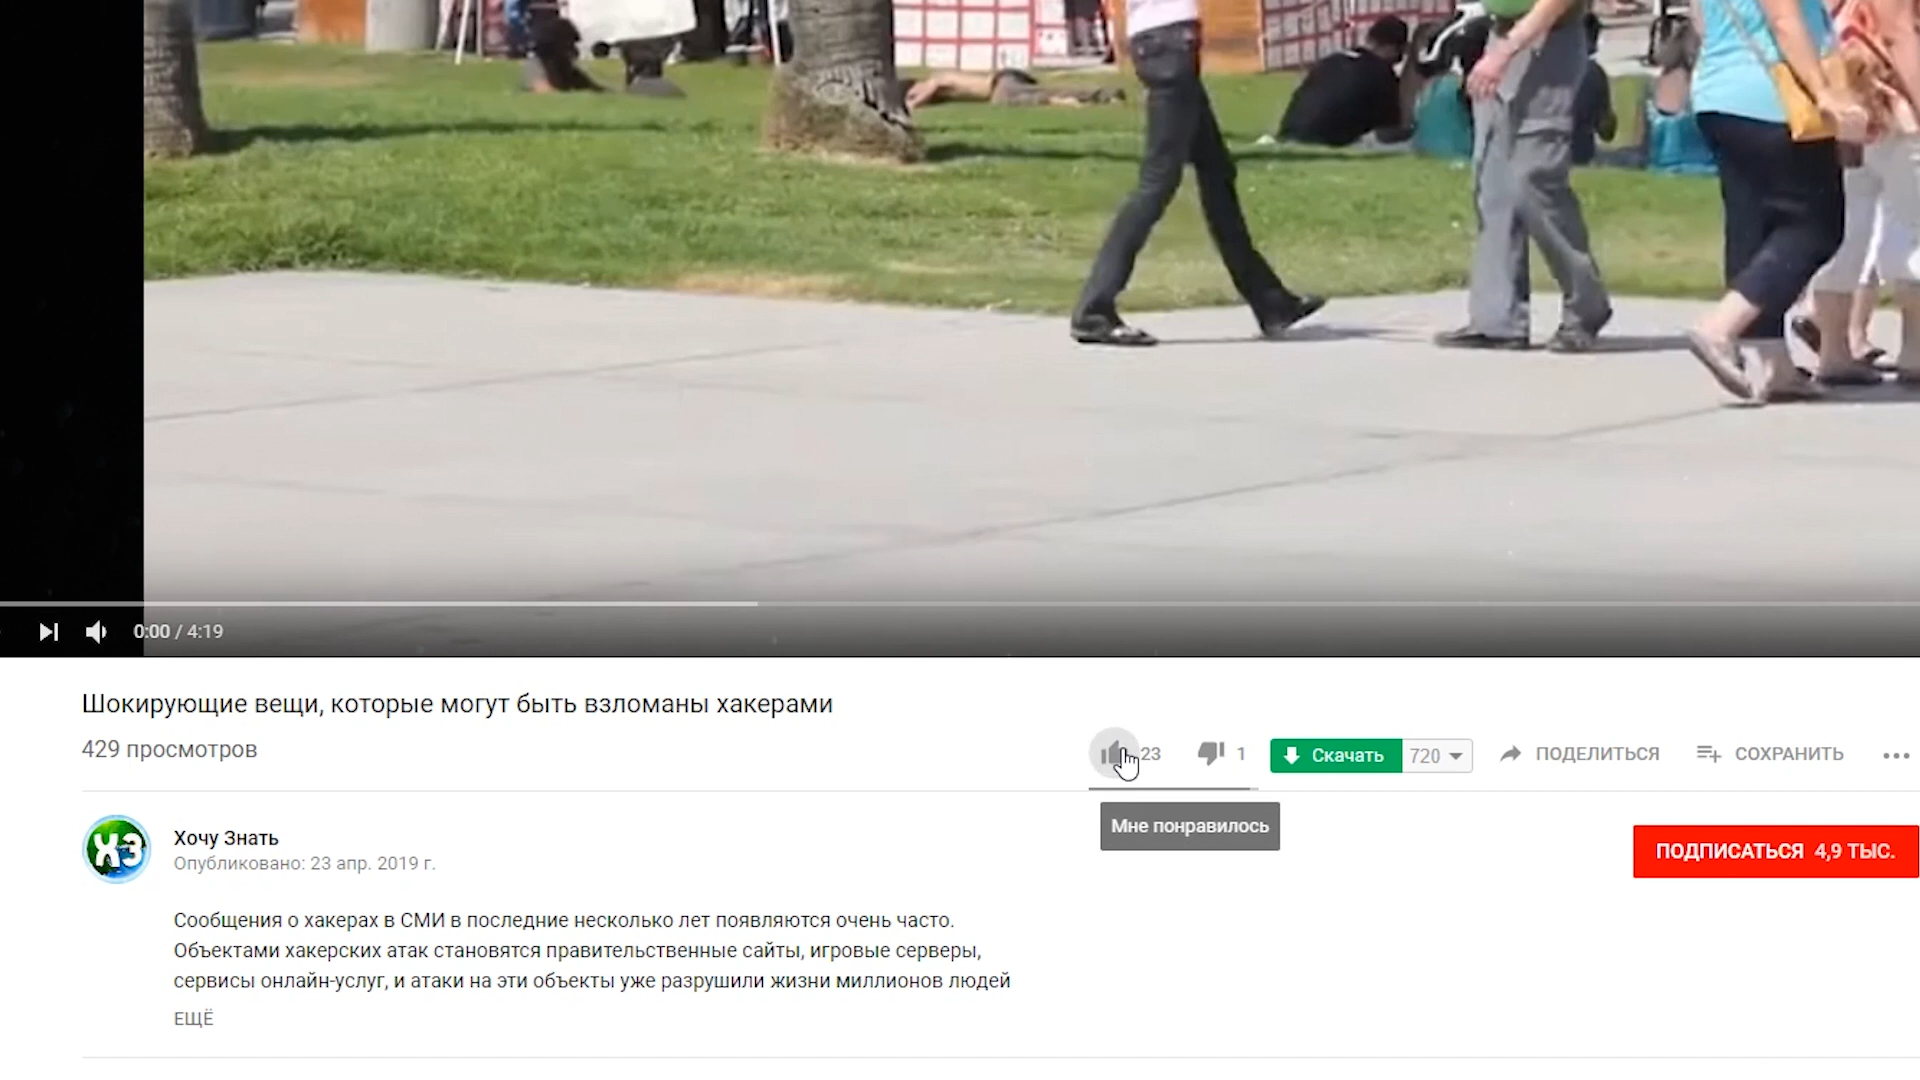 0:00 / 4:19
Шокирующие вещи, которые могут быть взломаны хакерами
429 просмотров
23
1
Скачать
720
ПОДЕЛИТЬСЯ
СОХРАНИТЬ
Мне понравилось
ХЗ
Хочу Знать
Опубликовано: 23 апр. 2019 г.
ПОДПИСАТЬСЯ 4,9 ТЫС.
Сообщения о хакерах в СМИ в последние несколько лет появляются очень часто.
Объектами хакерских атак становятся правительственные сайты, игровые серверы,
сервисы онлайн-услуг, и атаки на эти объекты уже разрушили жизни миллионов людей
ЕЩЁ